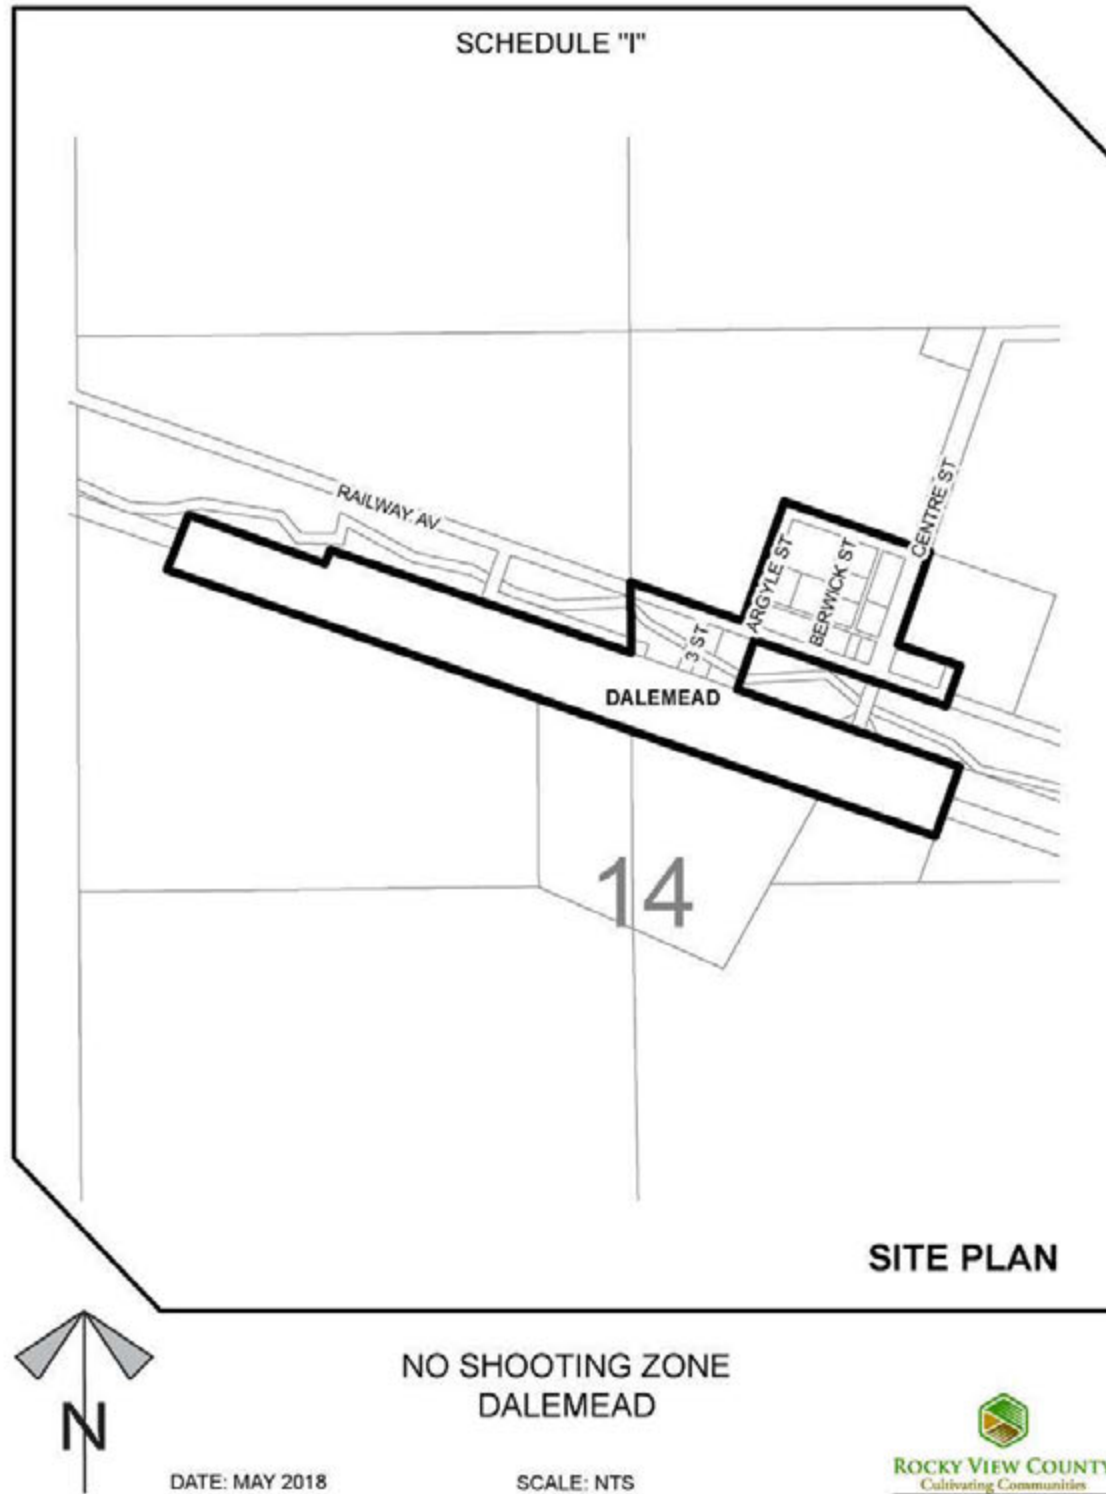 SCHEDULE "I"
RAILWAY AV
CENTRE ST
ARGYLE ST
BERWICK ST
3 ST
DALEMEAD
14
SITE PLAN
NO SHOOTING ZONE
DALEMEAD
N
DATE: MAY 2018
SCALE: NTS
ROCKY VIEW COUNTY
Cultivating Communities